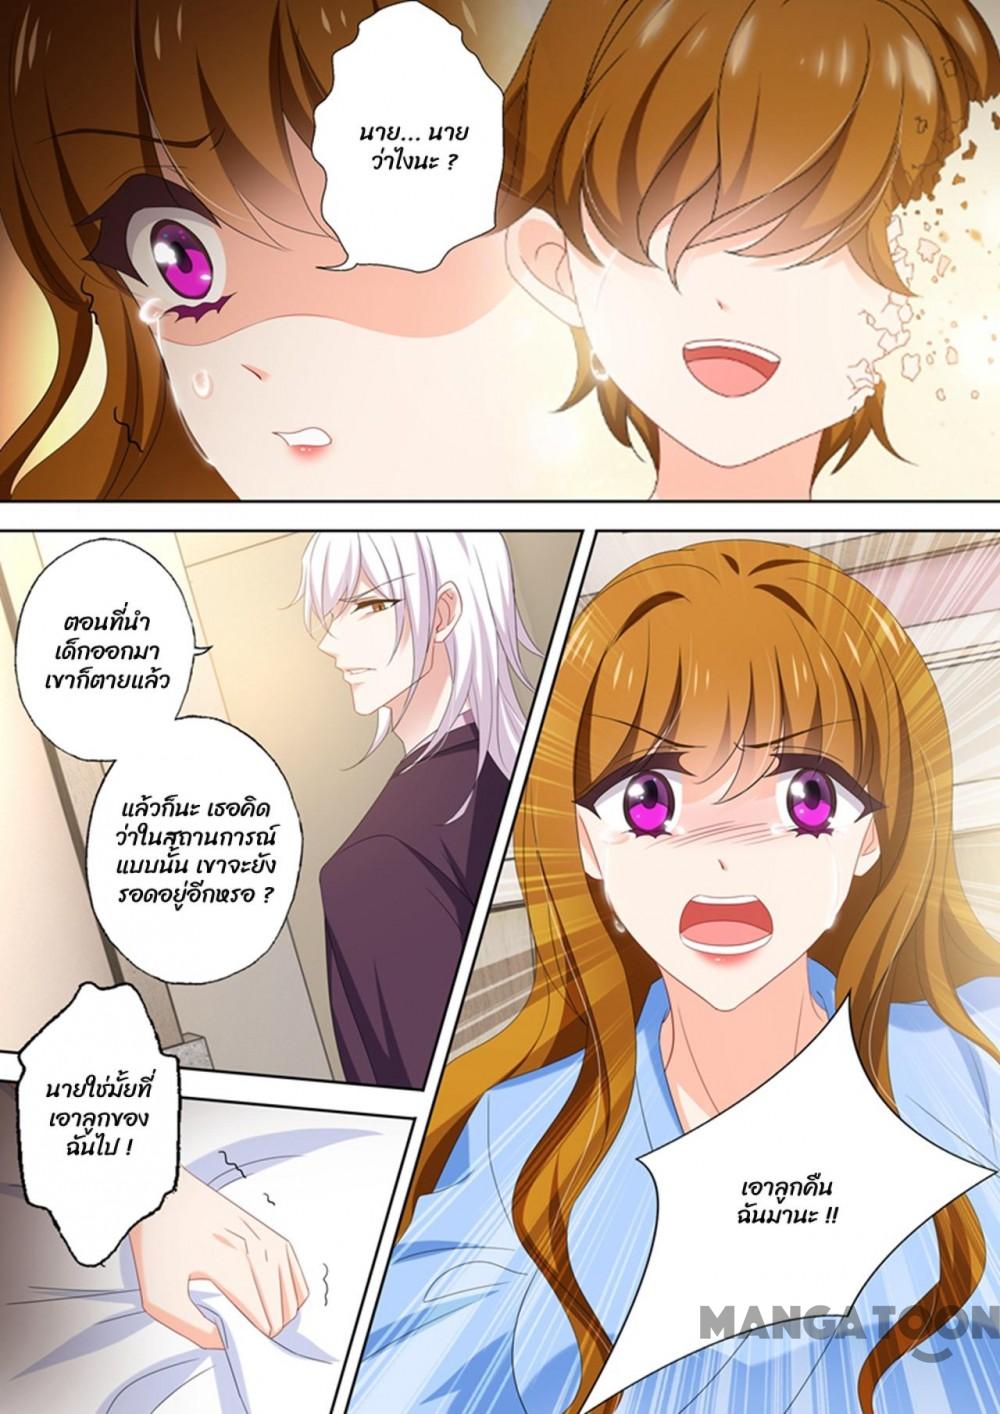 นาย... นาย
ว่าไงนะ ?
ตอนที่นำ
เด็กออกมา
เขาก็ตายแล้ว
แล้วก็นะ เธอคิด
ว่าในสถานการณ์
แบบนั้น เขาจะยัง
รอดอยู่อีกหรอ ?
นายใช่มั้ยที่
เอาลูกของ
ฉันไป !
เอาลูกคืน
ฉันมานะ !!
MANGATOON